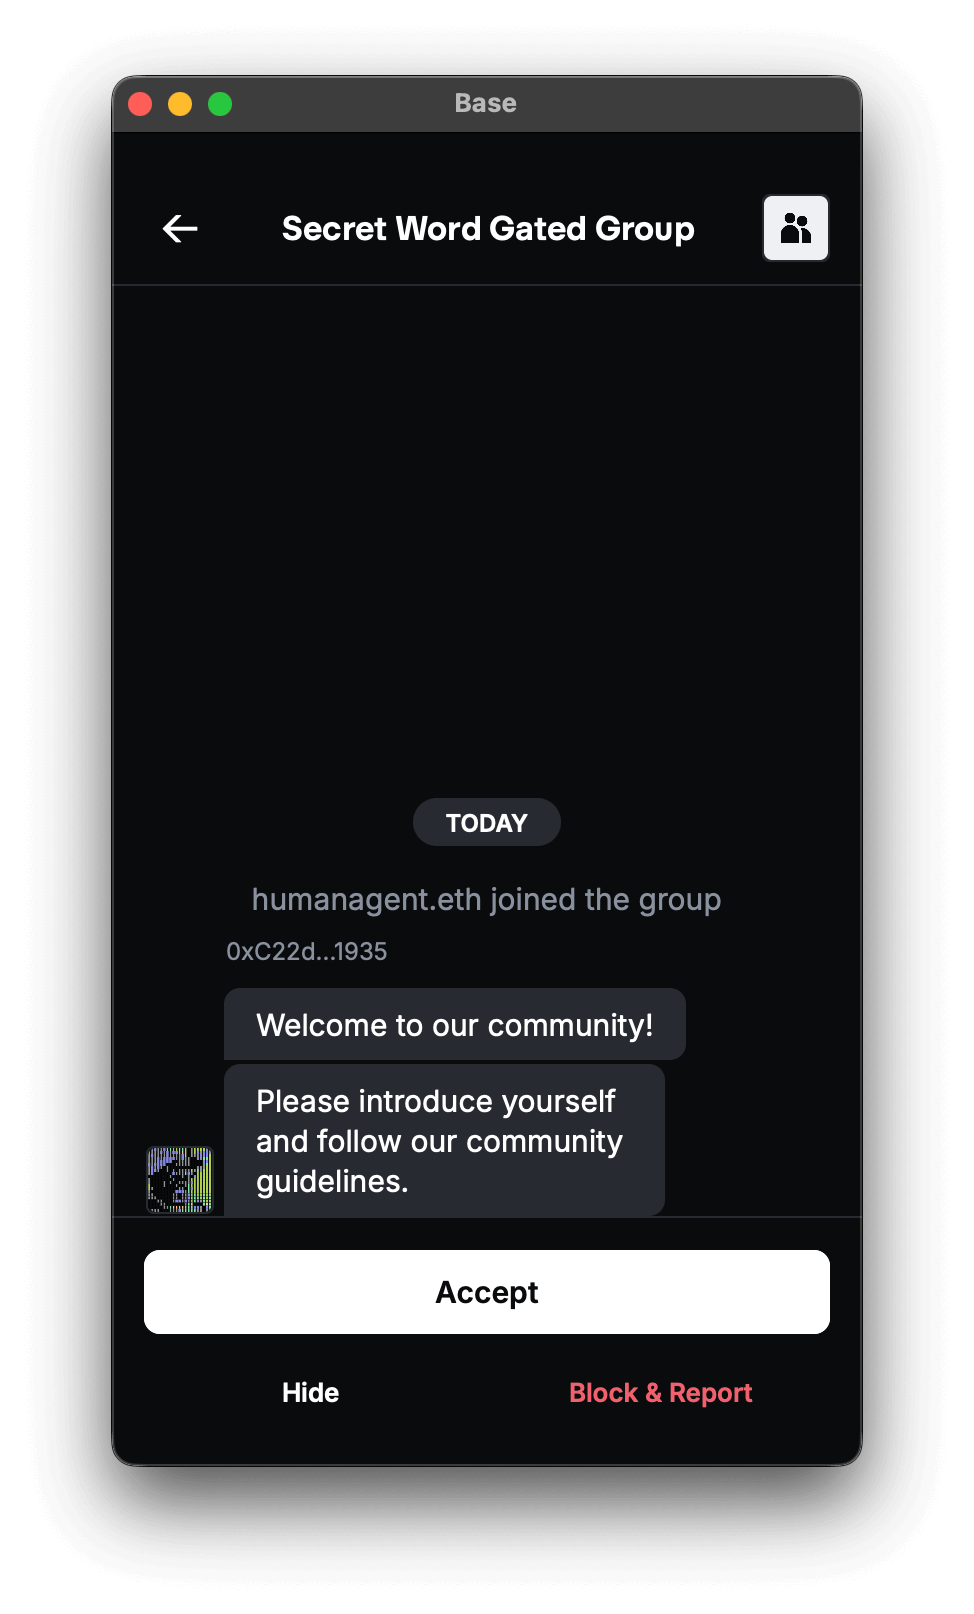 Base
Secret Word Gated Group
TODAY
humanagent.eth joined the group
0xC22d...1935
Welcome to our community!
Please introduce yourself
and follow our community
guidelines.
Accept
Hide
Block & Report